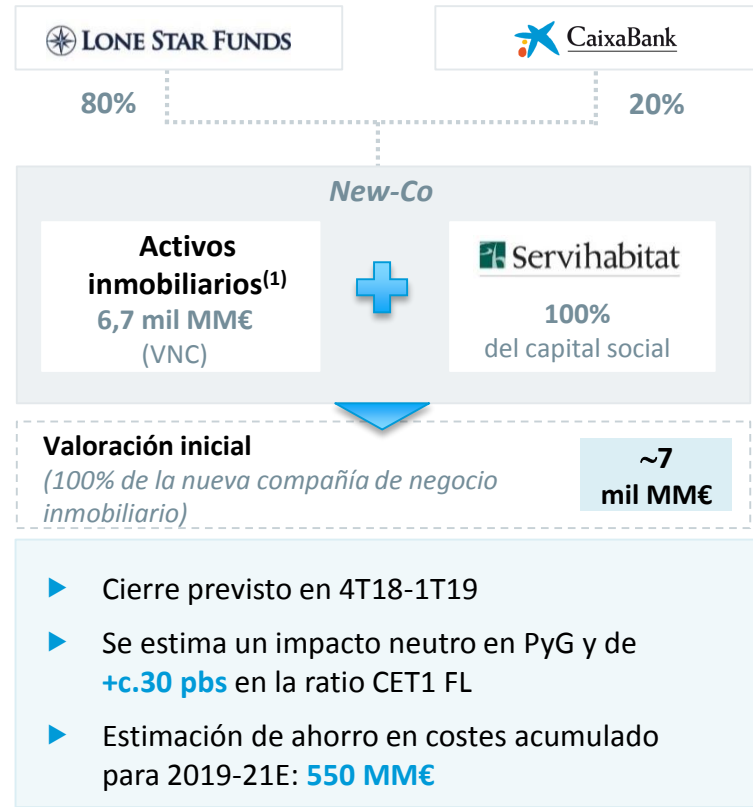 LONE STAR FUNDS
CaixaBank
80%
20%
New-Co
Activos
inmobiliarios(1)
6,7 mil MM€
(VNC)
Servihabitat
100%
del capital social
Valoración inicial
(100% de la nueva compañía de negocio
inmobiliario)
~7
mil MM€
Cierre previsto en 4T18-1T19
Se estima un impacto neutro en PyG y de
+c.30 pbs en la ratio CET1 FL
Estimación de ahorro en costes acumulado
para 2019-21E: 550 MM€